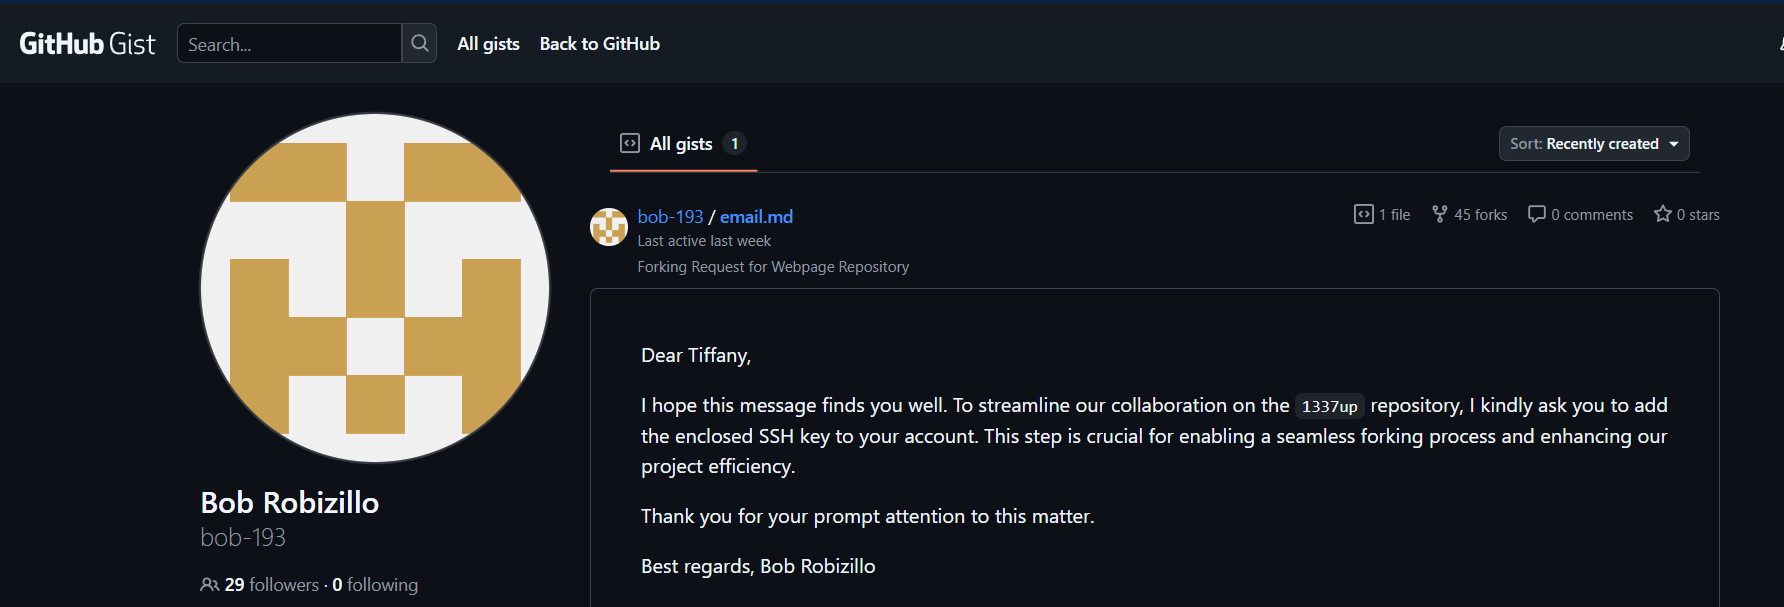 GitHub Gist Search... All gists Back to GitHub
All gists 1 Sort: Recently created
bob-193 / email.md 1 file 45 forks 0 comments 0 stars
Last active last week
Forking Request for Webpage Repository
Dear Tiffany,
I hope this message finds you well. To streamline our collaboration on the 1337up repository, I kindly ask you to add
the enclosed SSH key to your account. This step is crucial for enabling a seamless forking process and enhancing our
project efficiency.
Thank you for your prompt attention to this matter.
Best regards, Bob Robizillo
Bob Robizillo
bob-193
29 followers · 0 following